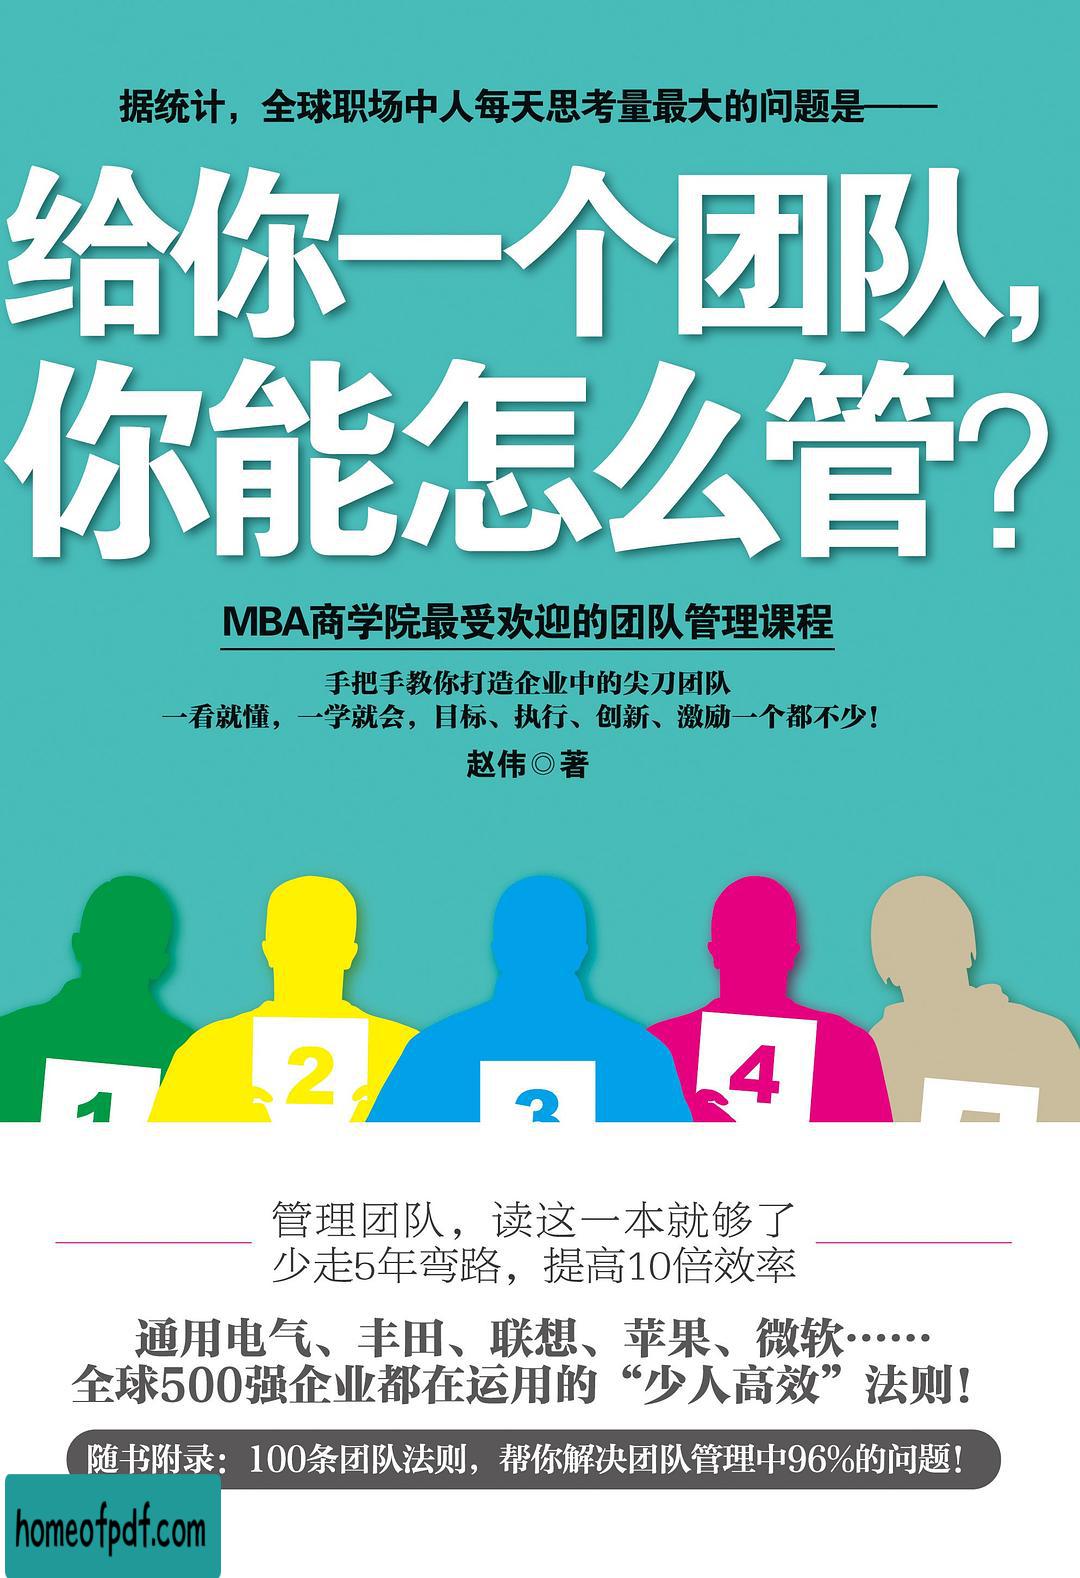 据统计，全球职场中人每天思考量最大的问题是——
给你一个团队，
你能怎么管？
MBA商学院最受欢迎的团队管理课程
手把手教你打造企业中的尖刀团队
一看就懂，一学就会，目标、执行、创新、激励一个都不少！
赵伟◎著
1 2 3 4
管理团队，读这一本就够了
少走5年弯路，提高10倍效率
通用电气、丰田、联想、苹果、微软……
全球500强企业都在运用的“少人高效”法则！
随书附录：100条团队法则，帮你解决团队管理中96%的问题！
homeofpdf.com